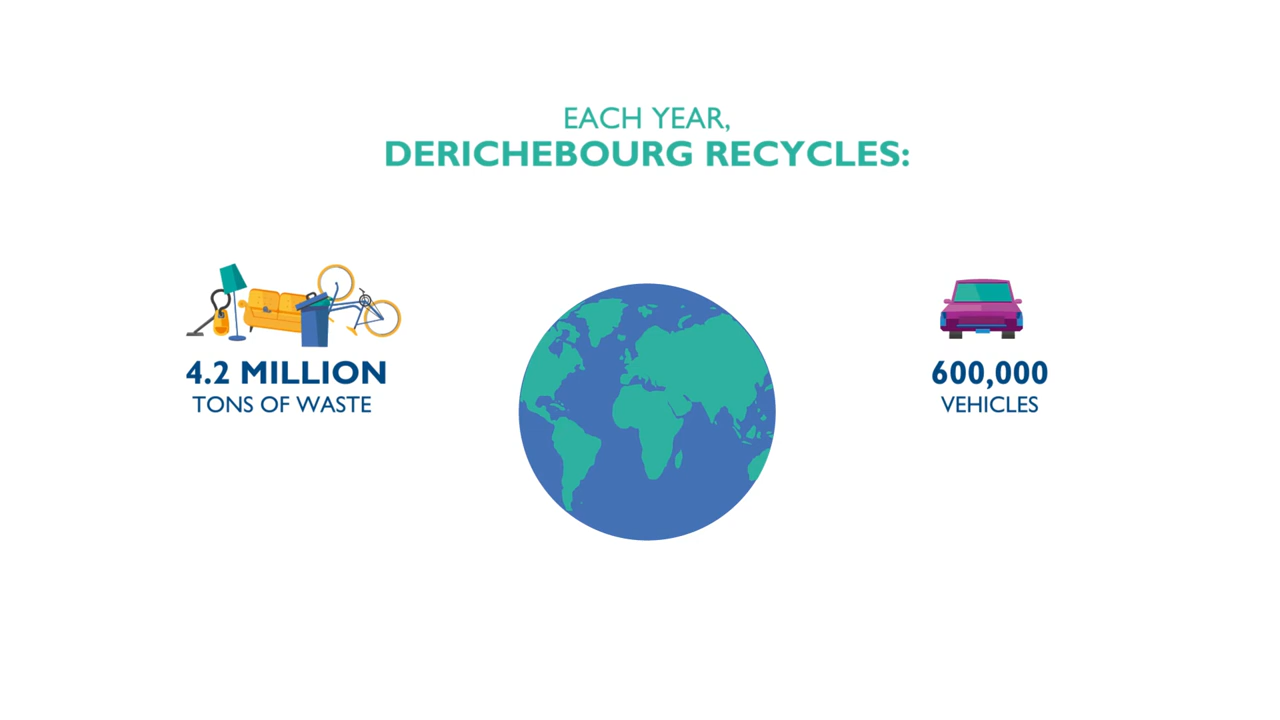 EACH YEAR,
DERICHEBOURG RECYCLES:
4.2 MILLION
TONS OF WASTE
600,000
VEHICLES